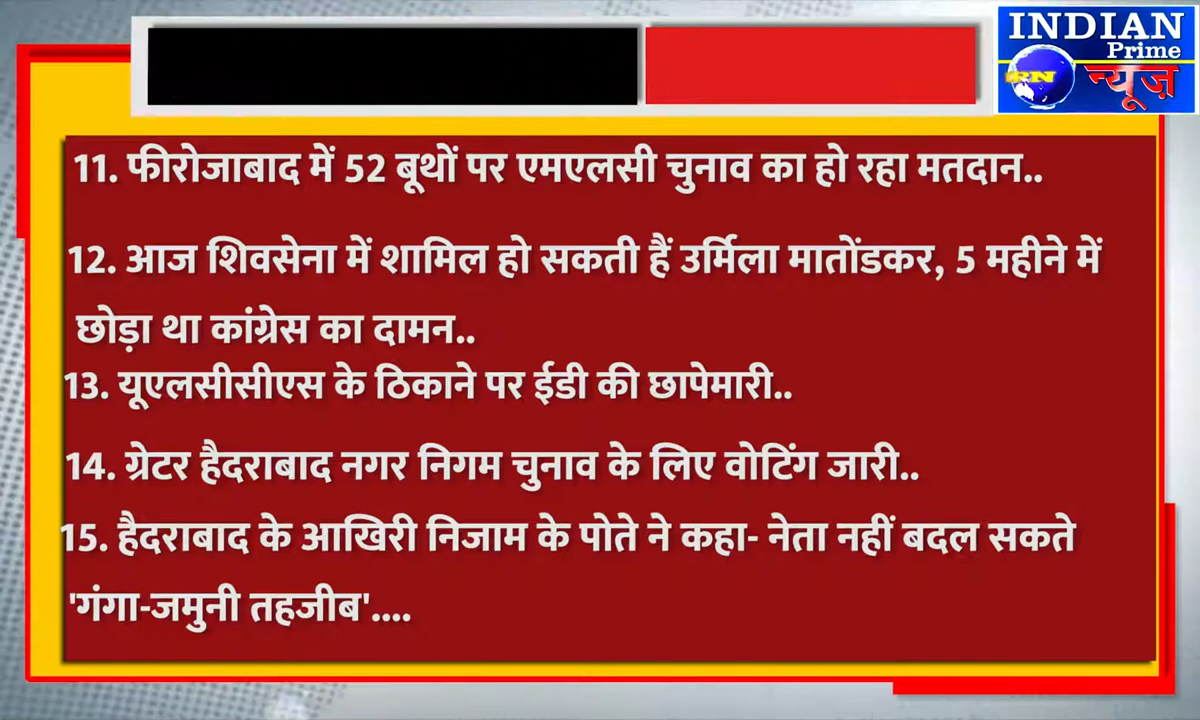 INDIAN
Prime
RN
न्यूज़
11. फीरोजाबाद में 52 बूथों पर एमएलसी चुनाव का हो रहा मतदान..
12. आज शिवसेना में शामिल हो सकती हैं उर्मिला मातोंडकर, 5 महीने में
छोड़ा था कांग्रेस का दामन..
13. यूएलसीसीएस के ठिकाने पर ईडी की छापेमारी..
14. ग्रेटर हैदराबाद नगर निगम चुनाव के लिए वोटिंग जारी..
15. हैदराबाद के आखिरी निजाम के पोते ने कहा- नेता नहीं बदल सकते
'गंगा-जमुनी तहजीब'....